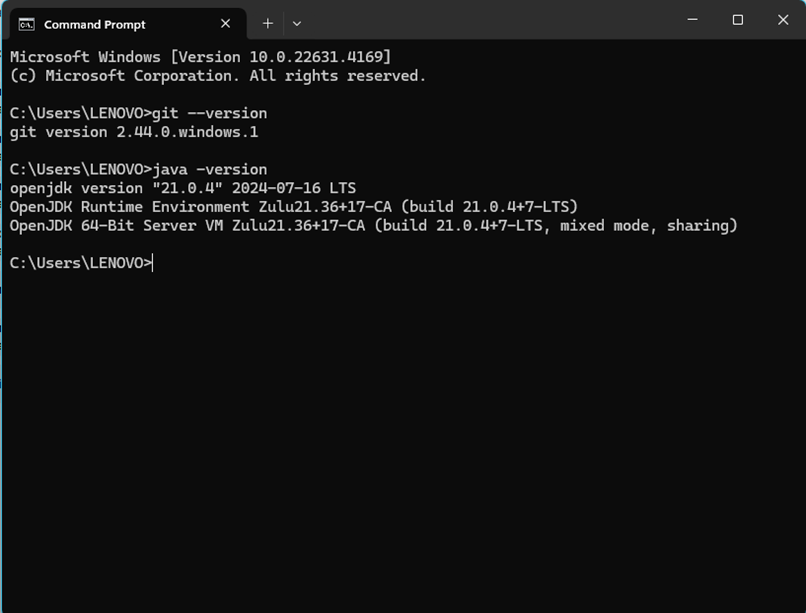 Command Prompt
Microsoft Windows [Version 10.0.22631.4169]
(c) Microsoft Corporation. All rights reserved.
C:\Users\LENOVO>git --version
git version 2.44.0.windows.1
C:\Users\LENOVO>java -version
openjdk version "21.0.4" 2024-07-16 LTS
OpenJDK Runtime Environment Zulu21.36+17-CA (build 21.0.4+7-LTS)
OpenJDK 64-Bit Server VM Zulu21.36+17-CA (build 21.0.4+7-LTS, mixed mode, sharing)
C:\Users\LENOVO>